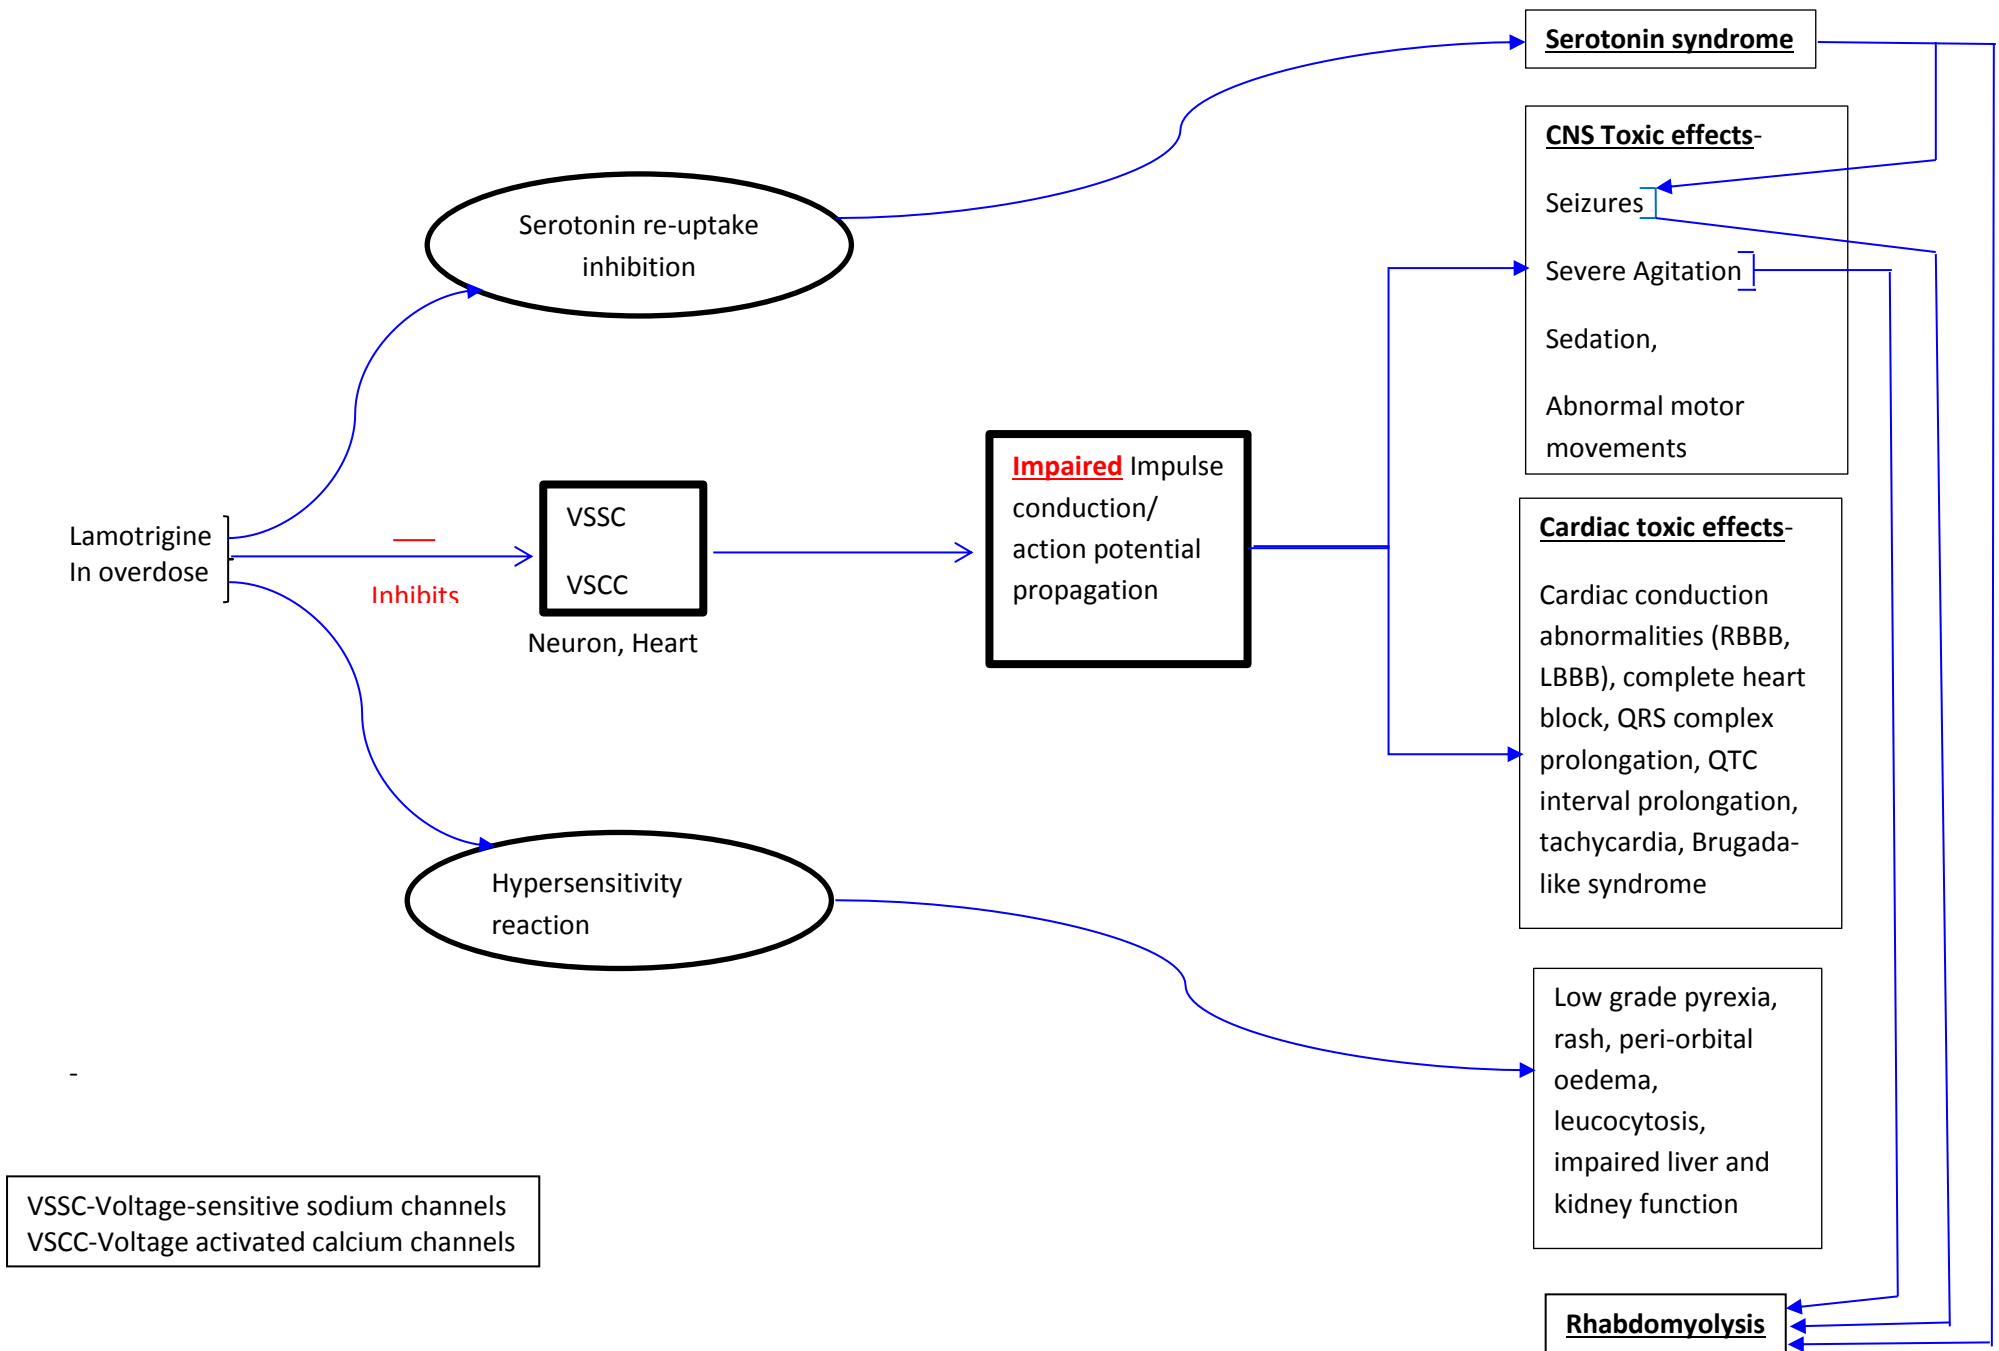 Serotonin syndrome
CNS Toxic effects-
Seizures
Severe Agitation
Sedation,
Abnormal motor
movements
Serotonin re-uptake
inhibition
Lamotrigine
In overdose
Inhibits
VSSC
VSCC
Neuron, Heart
Impaired Impulse
conduction/
action potential
propagation
Cardiac toxic effects-
Cardiac conduction
abnormalities (RBBB,
LBBB), complete heart
block, QRS complex
prolongation, QTC
interval prolongation,
tachycardia, Brugada-
like syndrome
Hypersensitivity
reaction
Low grade pyrexia,
rash, peri-orbital
oedema,
leucocytosis,
impaired liver and
kidney function
-
VSSC-Voltage-sensitive sodium channels
VSCC-Voltage activated calcium channels
Rhabdomyolysis